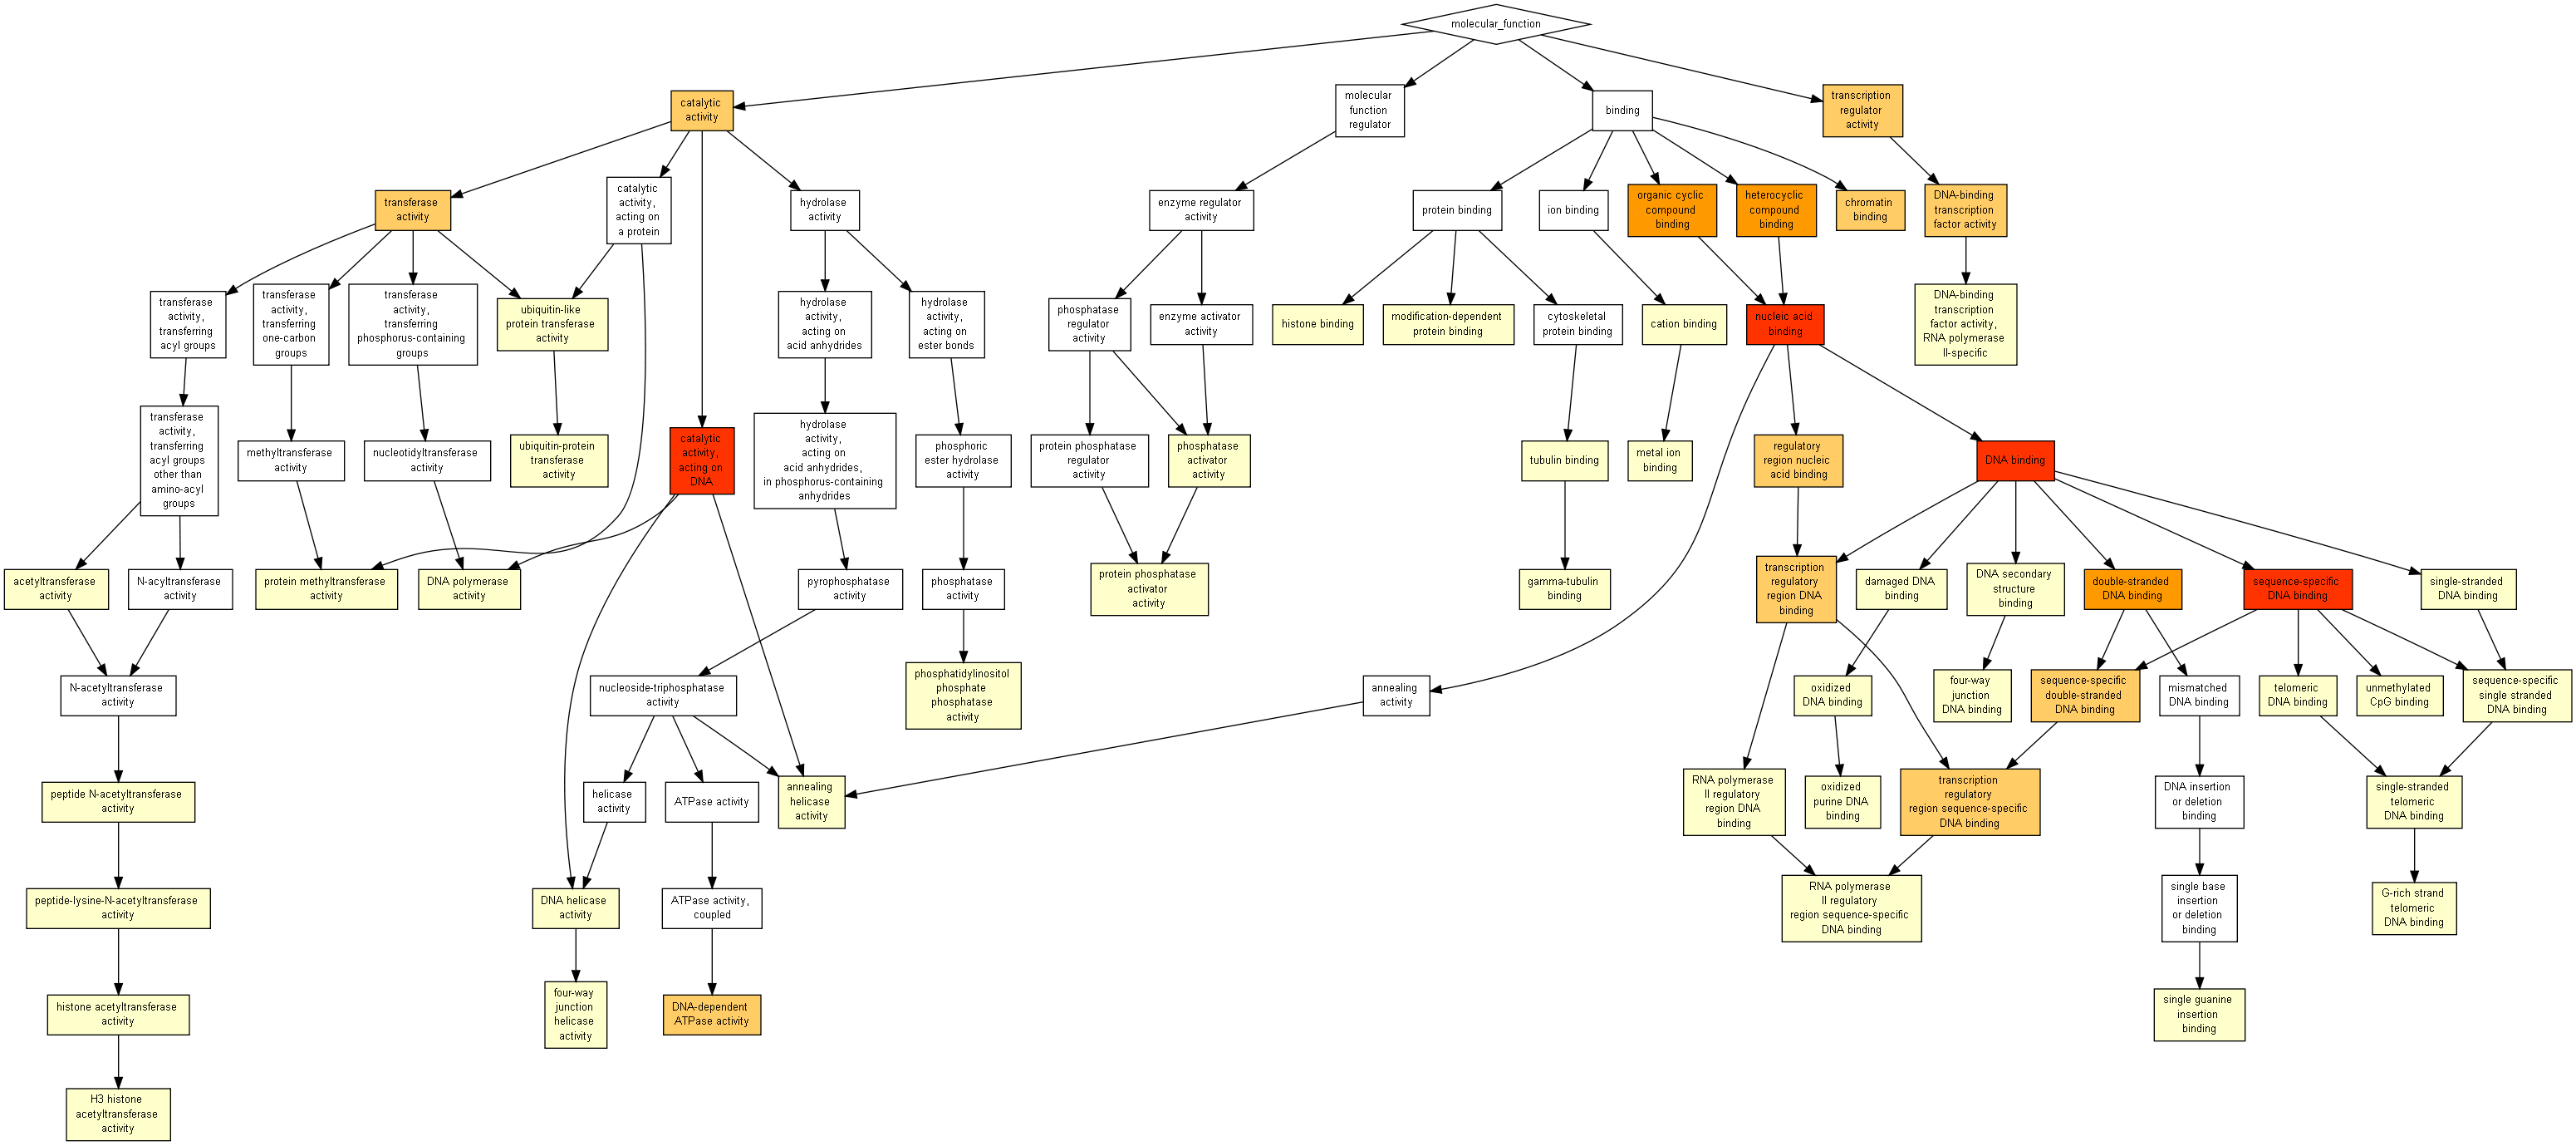 molecular_function
catalytic
activity
molecular
function
regulator
binding
transcription
regulator
activity
transferase
activity
catalytic
activity,
acting on
a protein
hydrolase
activity
enzyme regulator
activity
protein binding
ion binding
organic cyclic
compound
binding
heterocyclic
compound
binding
chromatin
binding
DNA-binding
transcription
factor activity
transferase
activity,
transferring
acyl groups
transferase
activity,
transferring
one-carbon
groups
transferase
activity,
transferring
phosphorus-containing
groups
ubiquitin-like
protein transferase
activity
hydrolase
activity,
acting on
acid anhydrides
hydrolase
activity,
acting on
ester bonds
phosphatase
regulator
activity
enzyme activator
activity
histone binding
modification-dependent
protein binding
cytoskeletal
protein binding
cation binding
nucleic acid
binding
DNA-binding
transcription
factor activity,
RNA polymerase
II-specific
transferase
activity,
transferring
acyl groups
other than
amino-acyl
groups
methyltransferase
activity
nucleotidyltransferase
activity
ubiquitin-protein
transferase
activity
catalytic
activity,
acting on
DNA
hydrolase
activity,
acting on
acid anhydrides,
in phosphorus-containing
anhydrides
phosphoric
ester hydrolase
activity
protein phosphatase
regulator
activity
phosphatase
activator
activity
tubulin binding
metal ion
binding
regulatory
region nucleic
acid binding
DNA binding
acetyltransferase
activity
N-acyltransferase
activity
protein methyltransferase
activity
DNA polymerase
activity
pyrophosphatase
activity
phosphatase
activity
protein phosphatase
activator
activity
gamma-tubulin
binding
transcription
regulatory
region DNA
binding
damaged DNA
binding
DNA secondary
structure
binding
double-stranded
DNA binding
sequence-specific
DNA binding
single-stranded
DNA binding
N-acetyltransferase
activity
nucleoside-triphosphatase
activity
phosphatidylinositol
phosphate
phosphatase
activity
annealing
activity
oxidized
DNA binding
four-way
junction
DNA binding
sequence-specific
double-stranded
DNA binding
mismatched
DNA binding
telomeric
DNA binding
unmethylated
CpG binding
sequence-specific
single stranded
DNA binding
peptide N-acetyltransferase
activity
helicase
activity
ATPase activity
annealing
helicase
activity
RNA polymerase
II regulatory
region DNA
binding
oxidized
purine DNA
binding
transcription
regulatory
region sequence-specific
DNA binding
DNA insertion
or deletion
binding
single-stranded
telomeric
DNA binding
peptide-lysine-N-acetyltransferase
activity
DNA helicase
activity
ATPase activity,
coupled
RNA polymerase
II regulatory
region sequence-specific
DNA binding
single base
insertion
or deletion
binding
G-rich strand
telomeric
DNA binding
histone acetyltransferase
activity
four-way
junction
helicase
activity
DNA-dependent
ATPase activity
single guanine
insertion
binding
H3 histone
acetyltransferase
activity